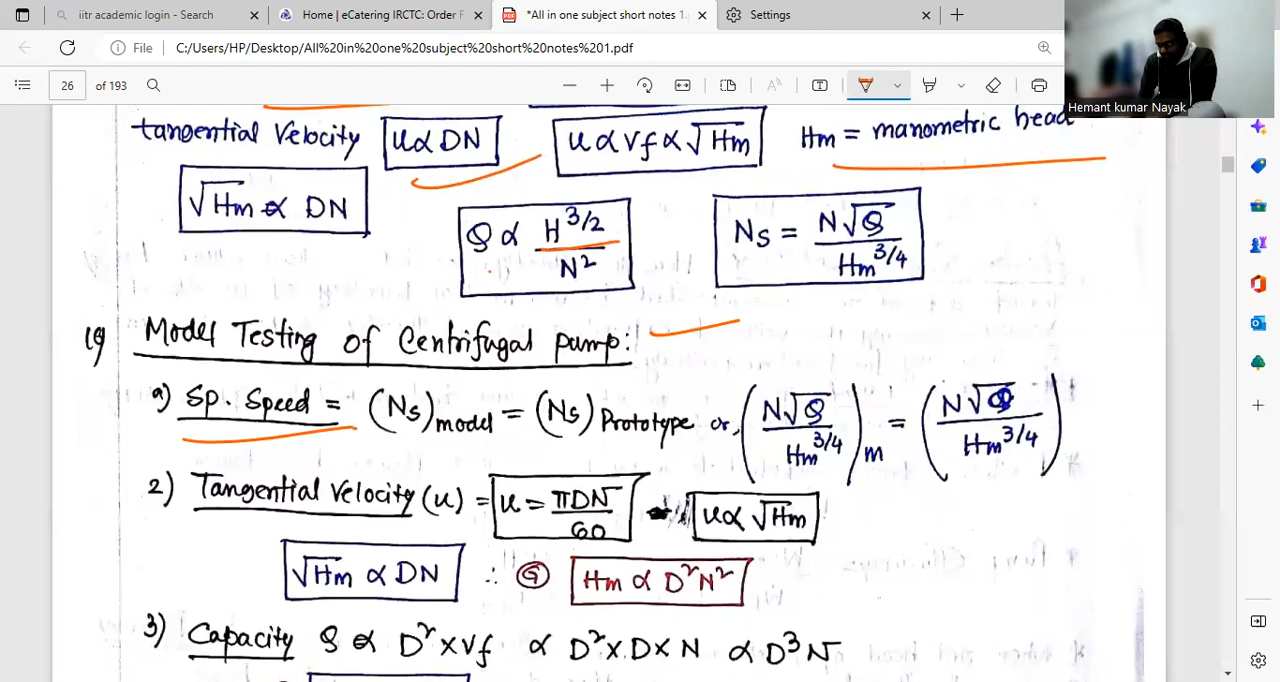 iitr academic login - Search
Home | eCatering IRCTC: Order F
*All in one subject short notes 1.p
Settings
File C:/Users/HP/Desktop/All%20in%20one%20subject%20short%20notes%201.pdf
26 of 193
Hemant kumar Nayak
tangential Velocity u∝DN u∝Vf∝√Hm Hm = manometric head
√Hm ∝ DN
Q ∝ H^3/2 / N² Ns = N√Q / Hm^3/4
19 Model Testing of Centrifugal pump:
a) Sp. Speed = (Ns)model = (Ns)Prototype or, (N√Q / Hm^3/4)m = (N√Q / Hm^3/4)
2) Tangential Velocity (u) = u = πDN/60 u∝√Hm
√Hm ∝ DN ∴ G Hm ∝ D²N²
3) Capacity Q ∝ D²×Vf ∝ D²×D×N ∝D³N